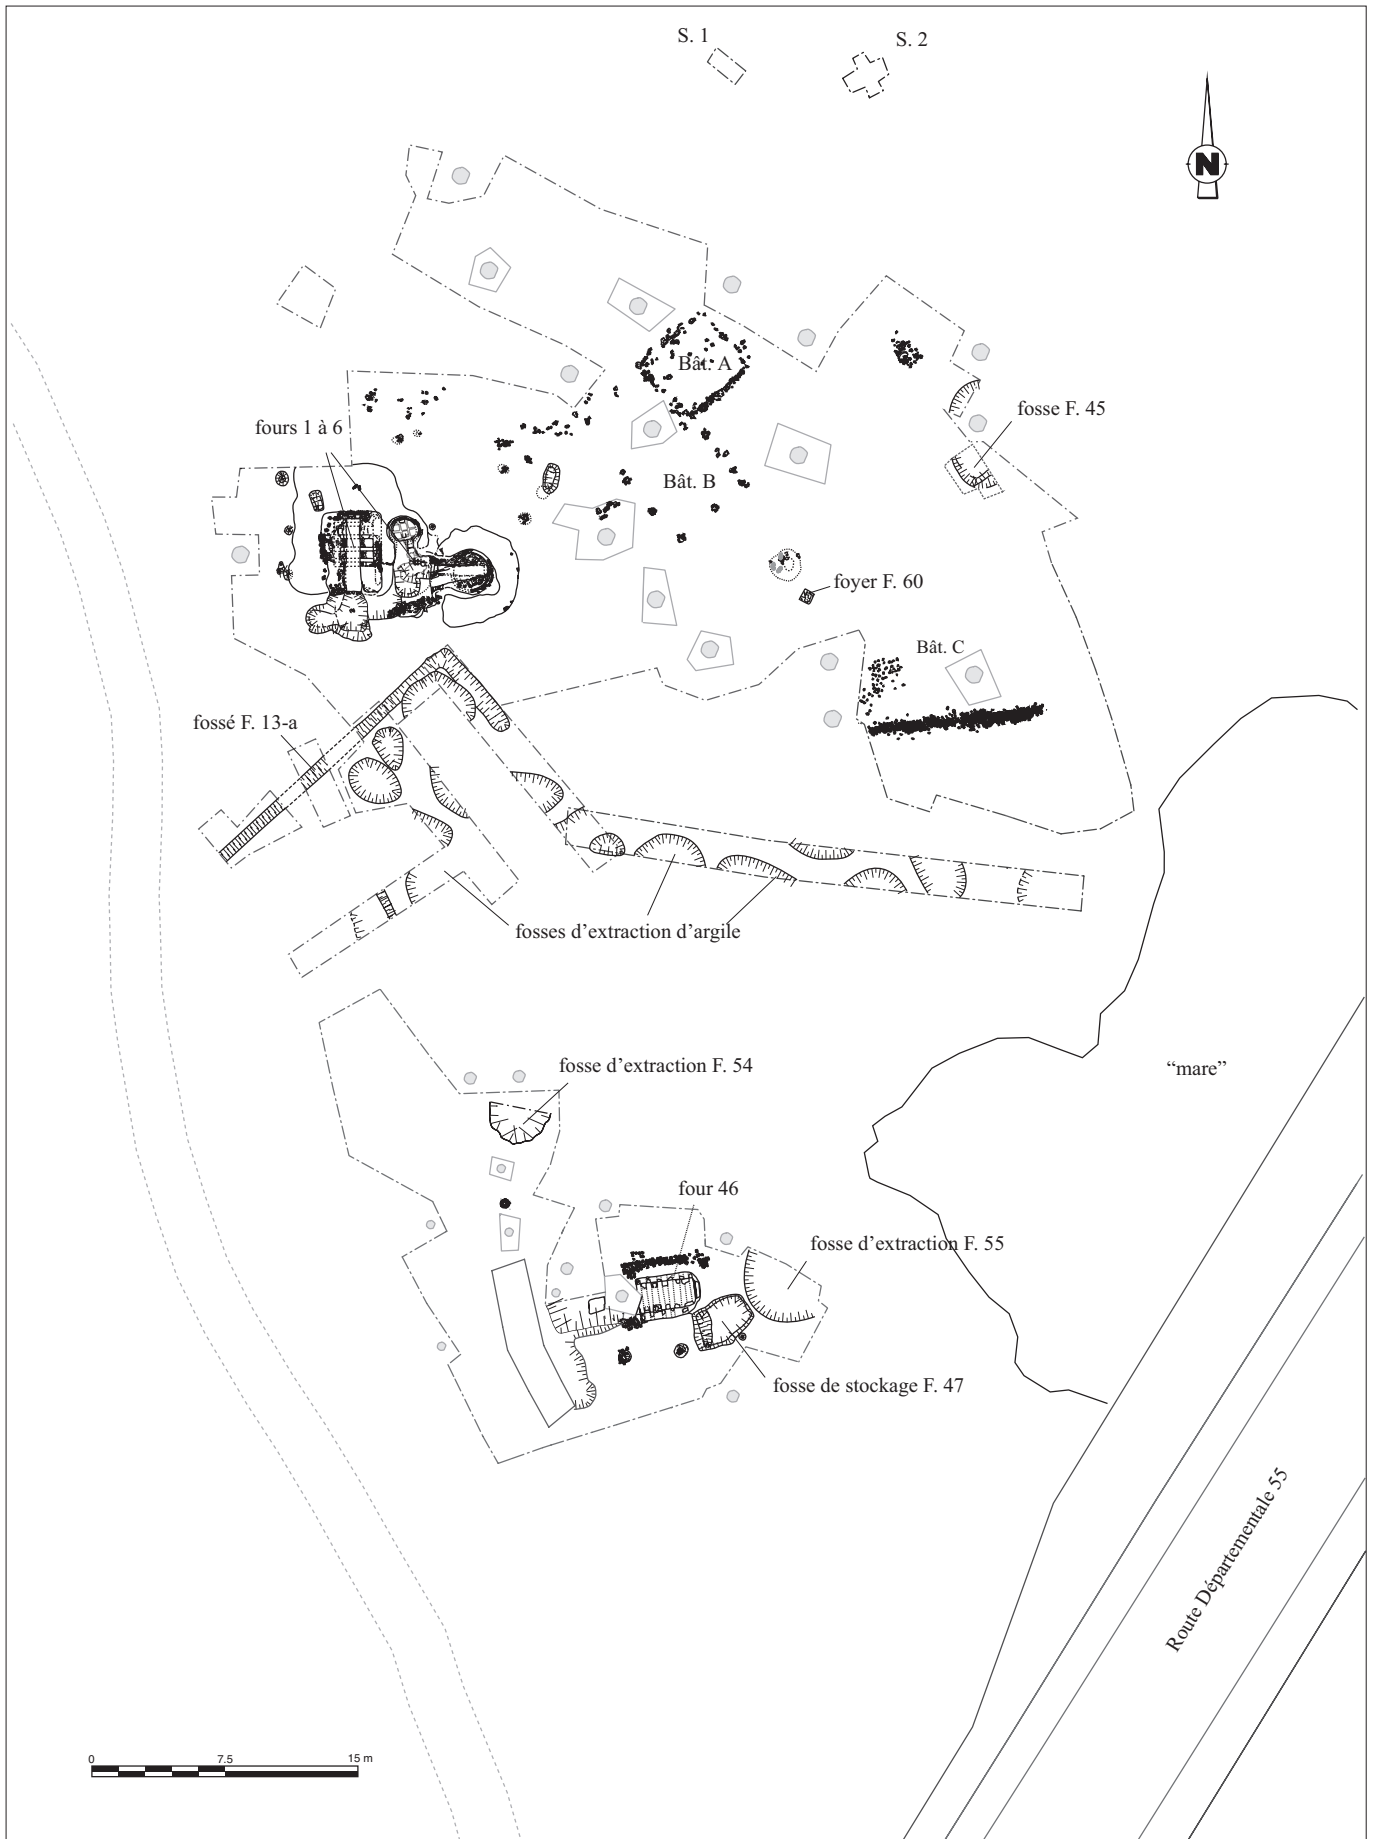 S. 1
S. 2
N
Bât. A
fosse F. 45
fours 1 à 6
Bât. B
foyer F. 60
Bât. C
fossé F. 13-a
fosses d’extraction d’argile
fosse d’extraction F. 54
“mare”
four 46
fosse d’extraction F. 55
fosse de stockage F. 47
Route Départementale 55
0 7.5 15 m